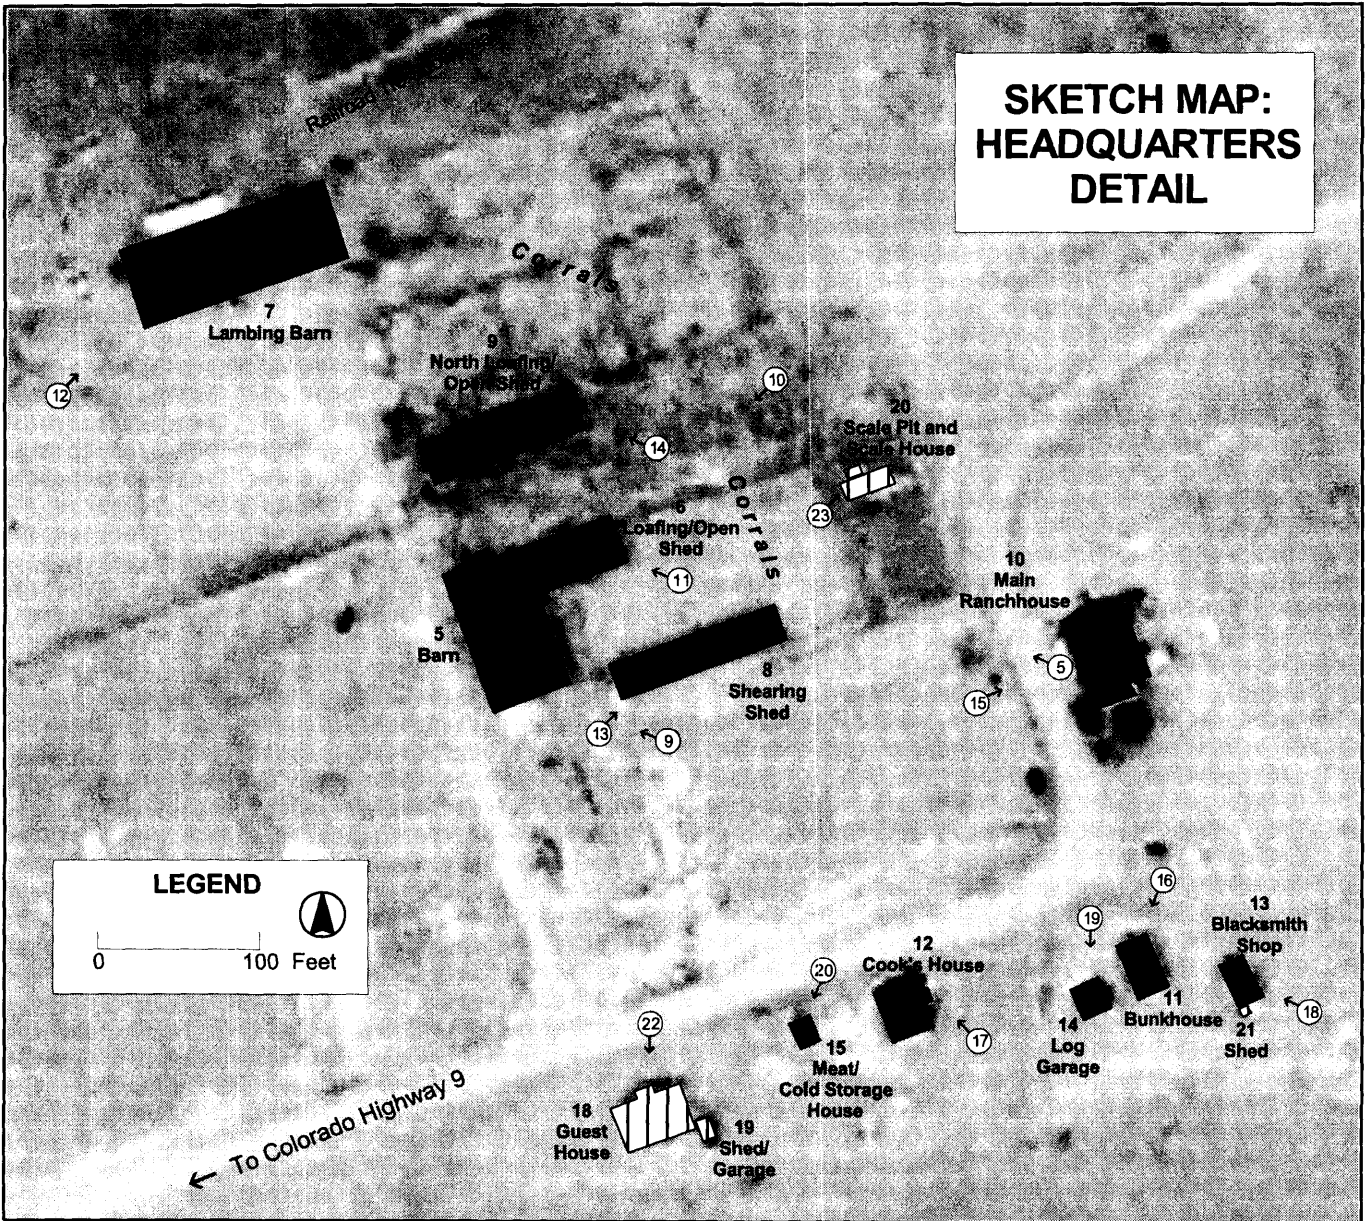 SKETCH MAP:
HEADQUARTERS
DETAIL
Railroad
Corrals
7
Lambing Barn
9
North Loafing/
Open Shed
12
10
14
20
Scale Pit and
Scale House
23
Corrals
6
Loafing/Open
Shed
11
10
Main
Ranchhouse
5
Barn
5
8
Shearing
Shed
15
13
9
LEGEND
0 100 Feet
16
19
13
Blacksmith
Shop
12
Cook's House
20
11
Bunkhouse
18
14
Log
Garage
21
Shed
17
22
15
Meat/
Cold Storage
House
18
Guest
House
19
Shed/
Garage
← To Colorado Highway 9